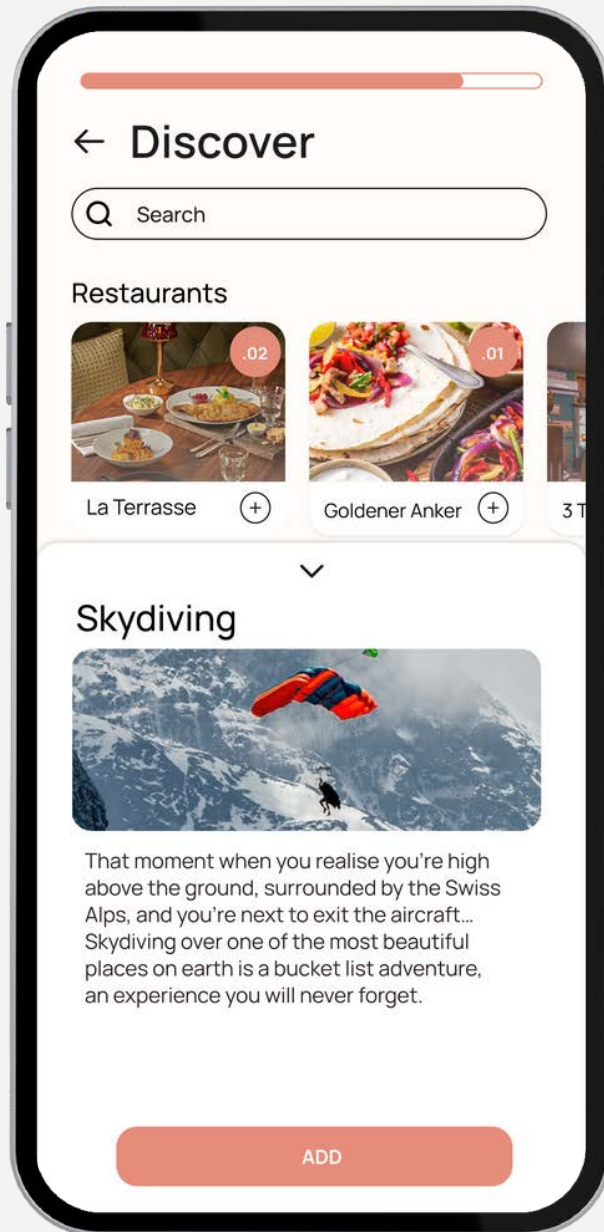 Discover
Search
Restaurants
.02
.01
La Terrasse
Goldener Anker
3 T
Skydiving
That moment when you realise you're high
above the ground, surrounded by the Swiss
Alps, and you're next to exit the aircraft...
Skydiving over one of the most beautiful
places on earth is a bucket list adventure,
an experience you will never forget.
ADD